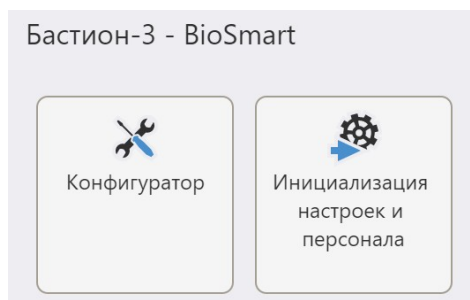 Бастион-3 - BioSmart
Конфигуратор
Инициализация
настроек и
персонала